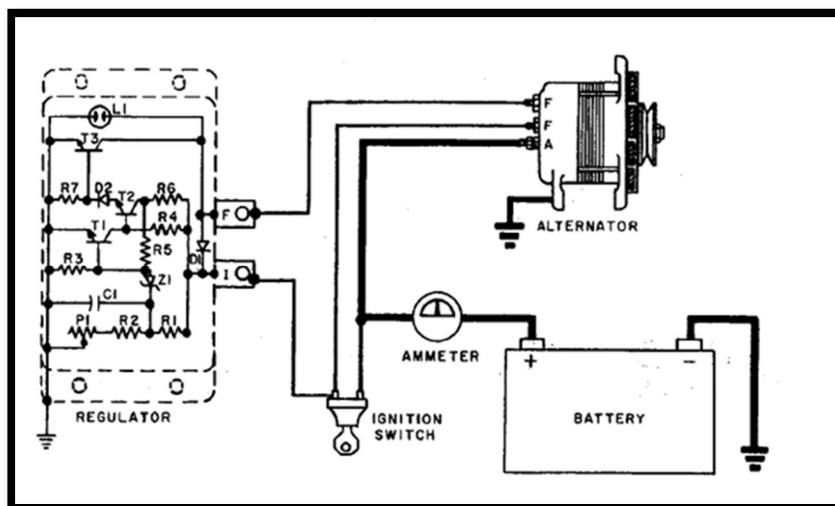 L1
T3
F
F
A
R7
D2
T2
R6
F
R4
ALTERNATOR
T1
R5
D1
R3
Z1
I
C1
P1
R2
R1
AMMETER
+
-
REGULATOR
IGNITION
SWITCH
BATTERY